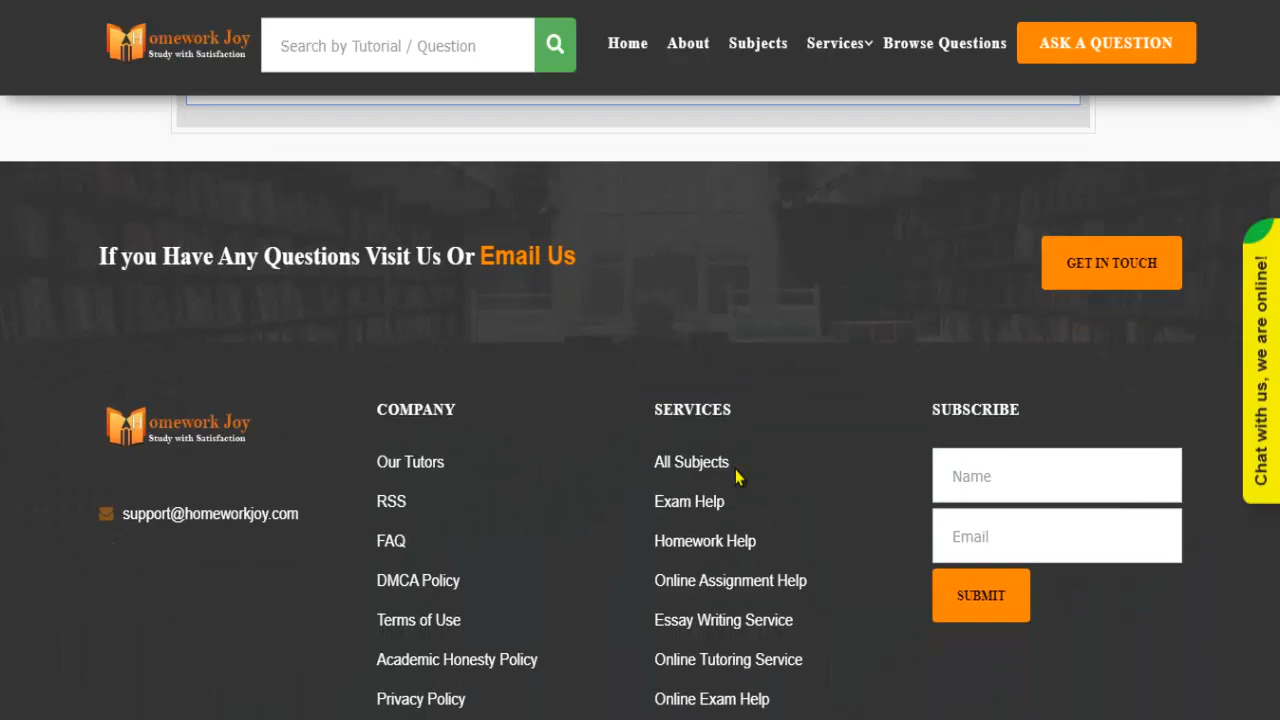 Homework Joy
Study with Satisfaction
Search by Tutorial / Question
Home
About
Subjects
Services
Browse Questions
ASK A QUESTION
If you Have Any Questions Visit Us Or Email Us
GET IN TOUCH
Chat with us, we are online!
Homework Joy
Study with Satisfaction
support@homeworkjoy.com
COMPANY
Our Tutors
RSS
FAQ
DMCA Policy
Terms of Use
Academic Honesty Policy
Privacy Policy
SERVICES
All Subjects
Exam Help
Homework Help
Online Assignment Help
Essay Writing Service
Online Tutoring Service
Online Exam Help
SUBSCRIBE
Name
Email
SUBMIT